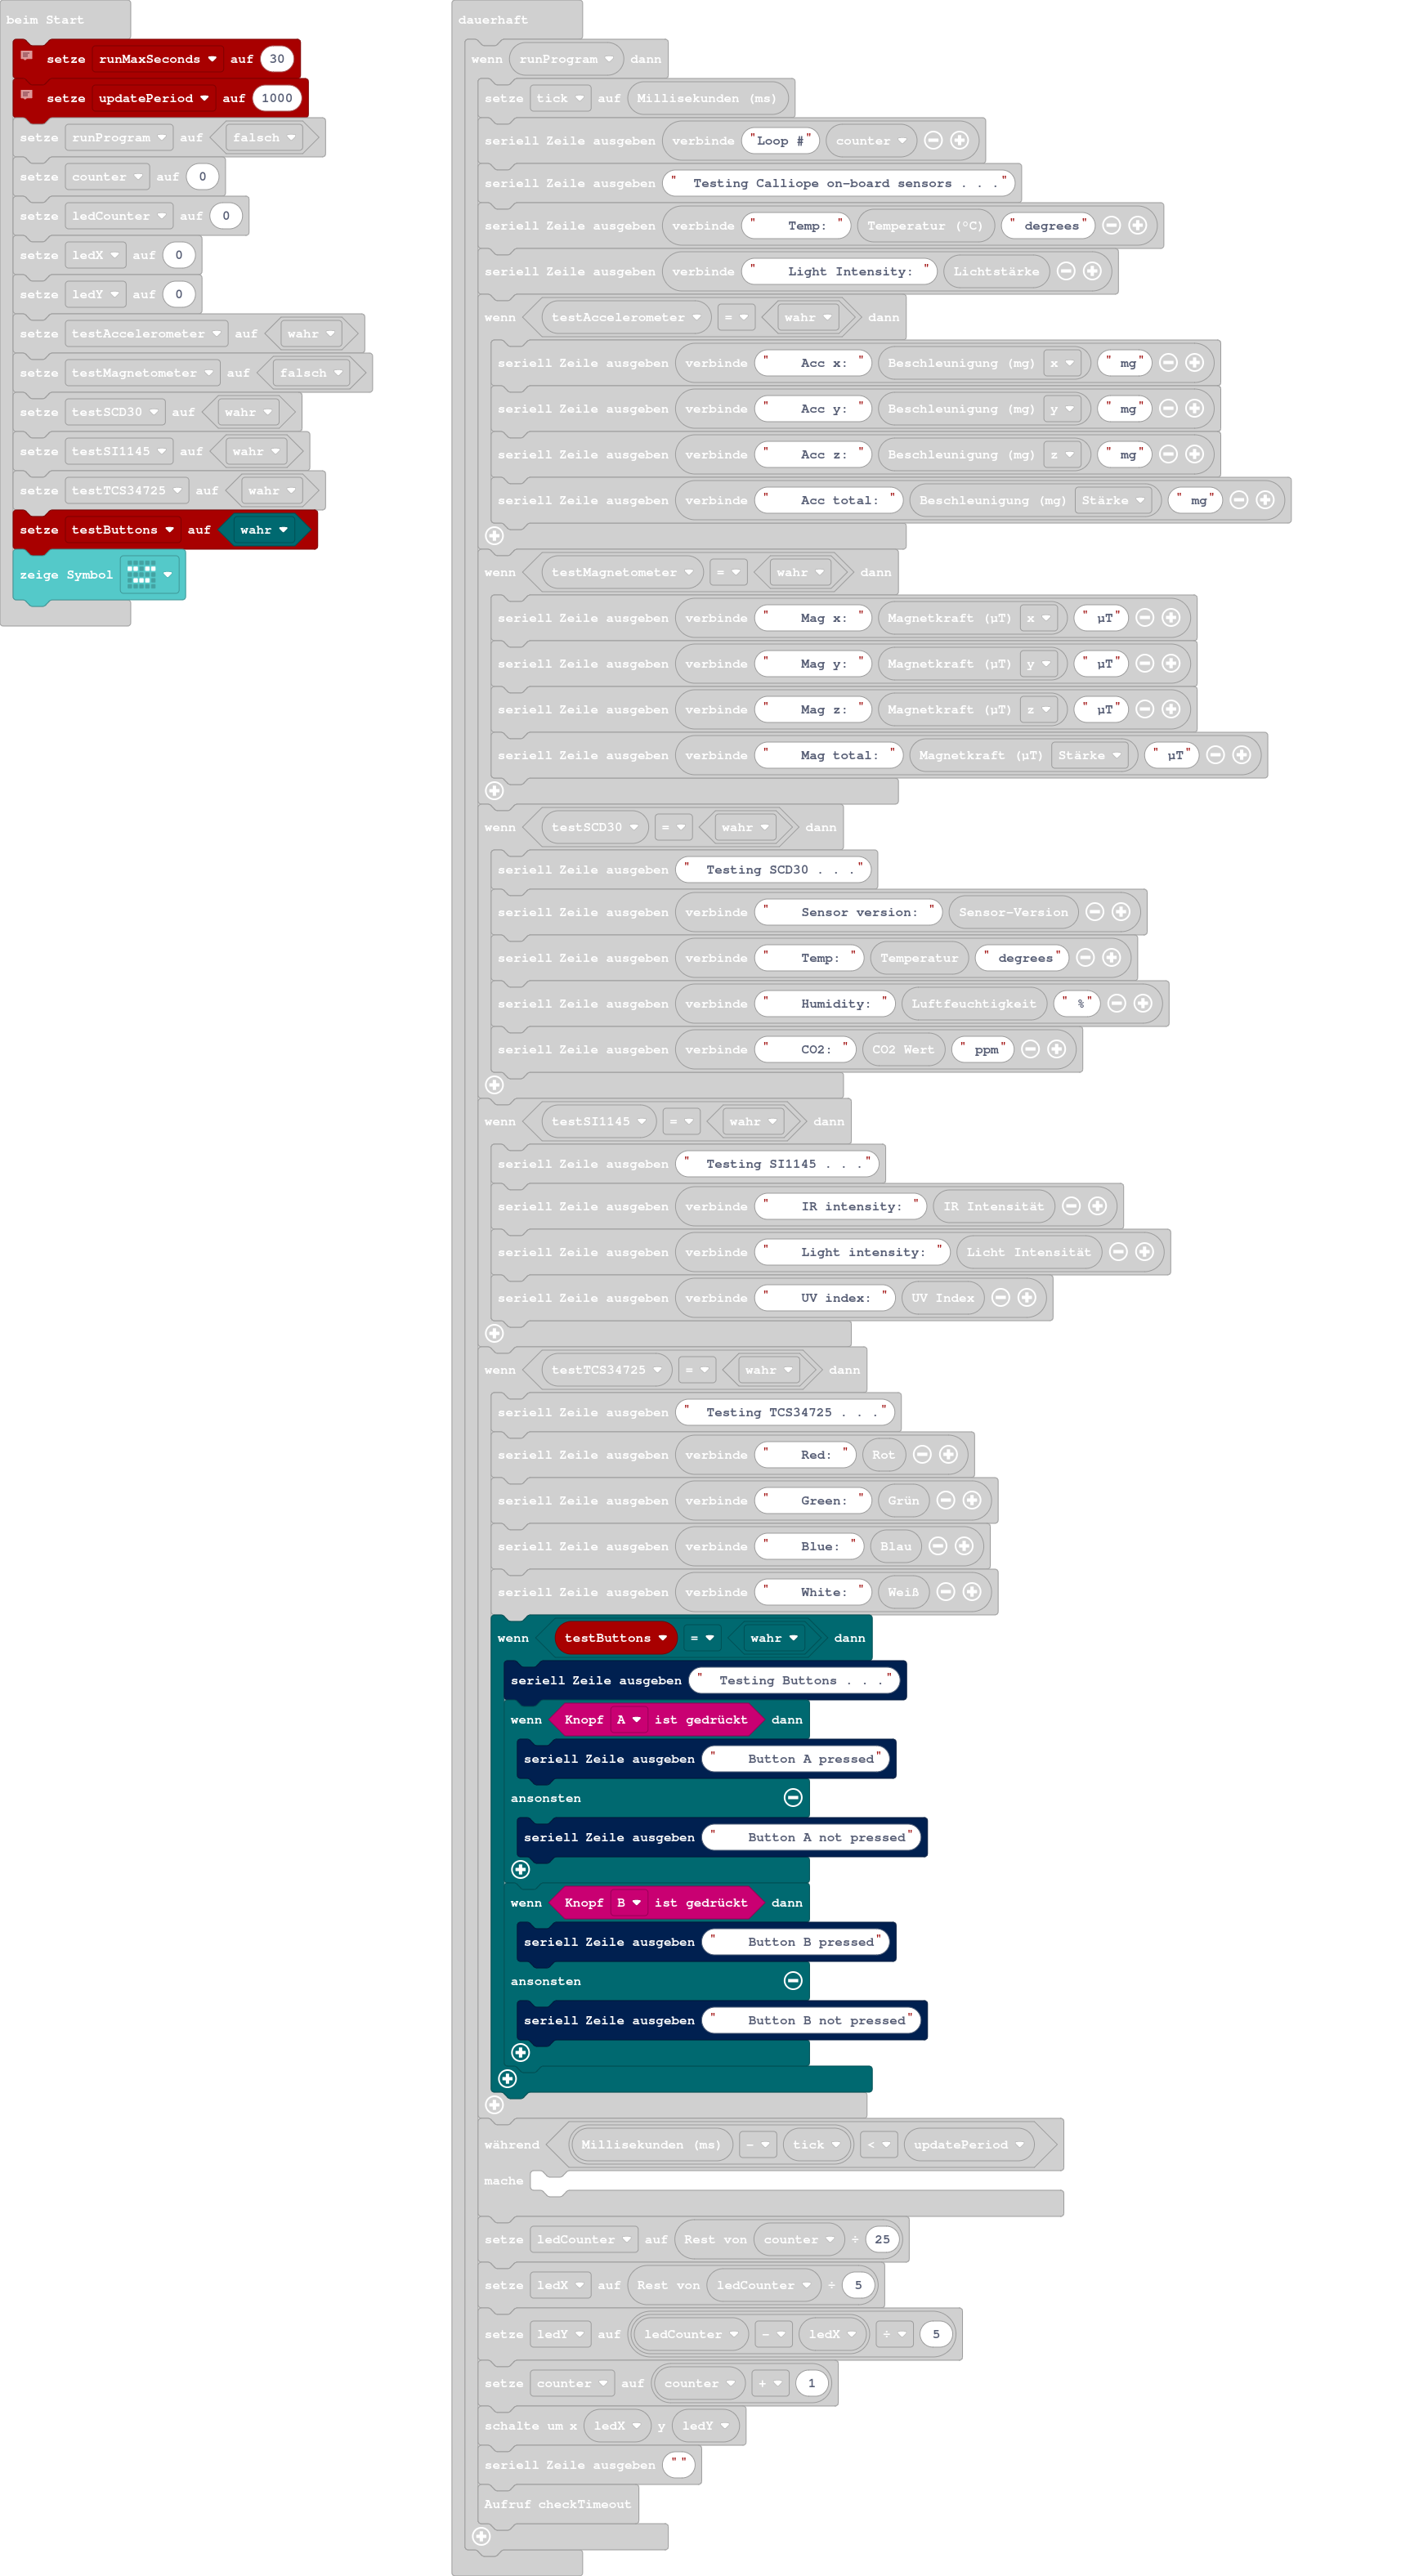 beim Start
setze runMaxSeconds auf 30
setze updatePeriod auf 1000
setze runProgram auf falsch
setze counter auf 0
setze ledCounter auf 0
setze ledX auf 0
setze ledY auf 0
setze testAccelerometer auf wahr
setze testMagnetometer auf falsch
setze testSCD30 auf wahr
setze testSI1145 auf wahr
setze testTCS34725 auf wahr
setze testButtons auf wahr
zeige Symbol
dauerhaft
wenn runProgram dann
setze tick auf Millisekunden (ms)
seriell Zeile ausgeben verbinde "Loop #" counter
seriell Zeile ausgeben "  Testing Calliope on-board sensors . . ."
seriell Zeile ausgeben verbinde "    Temp: " Temperatur (°C) " degrees"
seriell Zeile ausgeben verbinde "    Light Intensity: " Lichtstärke
wenn testAccelerometer = wahr dann
seriell Zeile ausgeben verbinde "    Acc x: " Beschleunigung (mg) x " mg"
seriell Zeile ausgeben verbinde "    Acc y: " Beschleunigung (mg) y " mg"
seriell Zeile ausgeben verbinde "    Acc z: " Beschleunigung (mg) z " mg"
seriell Zeile ausgeben verbinde "    Acc total: " Beschleunigung (mg) Stärke " mg"
wenn testMagnetometer = wahr dann
seriell Zeile ausgeben verbinde "    Mag x: " Magnetkraft (µT) x " µT"
seriell Zeile ausgeben verbinde "    Mag y: " Magnetkraft (µT) y " µT"
seriell Zeile ausgeben verbinde "    Mag z: " Magnetkraft (µT) z " µT"
seriell Zeile ausgeben verbinde "    Mag total: " Magnetkraft (µT) Stärke " µT"
wenn testSCD30 = wahr dann
seriell Zeile ausgeben "  Testing SCD30 . . ."
seriell Zeile ausgeben verbinde "    Sensor version: " Sensor-Version
seriell Zeile ausgeben verbinde "    Temp: " Temperatur " degrees"
seriell Zeile ausgeben verbinde "    Humidity: " Luftfeuchtigkeit " %"
seriell Zeile ausgeben verbinde "    CO2: " CO2 Wert " ppm"
wenn testSI1145 = wahr dann
seriell Zeile ausgeben "  Testing SI1145 . . ."
seriell Zeile ausgeben verbinde "    IR intensity: " IR Intensität
seriell Zeile ausgeben verbinde "    Light intensity: " Licht Intensität
seriell Zeile ausgeben verbinde "    UV index: " UV Index
wenn testTCS34725 = wahr dann
seriell Zeile ausgeben "  Testing TCS34725 . . ."
seriell Zeile ausgeben verbinde "    Red: " Rot
seriell Zeile ausgeben verbinde "    Green: " Grün
seriell Zeile ausgeben verbinde "    Blue: " Blau
seriell Zeile ausgeben verbinde "    White: " Weiß
wenn testButtons = wahr dann
seriell Zeile ausgeben "  Testing Buttons . . ."
wenn Knopf A ist gedrückt dann
seriell Zeile ausgeben "    Button A pressed"
ansonsten
seriell Zeile ausgeben "    Button A not pressed"
wenn Knopf B ist gedrückt dann
seriell Zeile ausgeben "    Button B pressed"
ansonsten
seriell Zeile ausgeben "    Button B not pressed"
während Millisekunden (ms) - tick < updatePeriod
mache
setze ledCounter auf Rest von counter ÷ 25
setze ledX auf Rest von ledCounter ÷ 5
setze ledY auf ledCounter - ledX ÷ 5
setze counter auf counter + 1
schalte um x ledX y ledY
seriell Zeile ausgeben ""
Aufruf checkTimeout